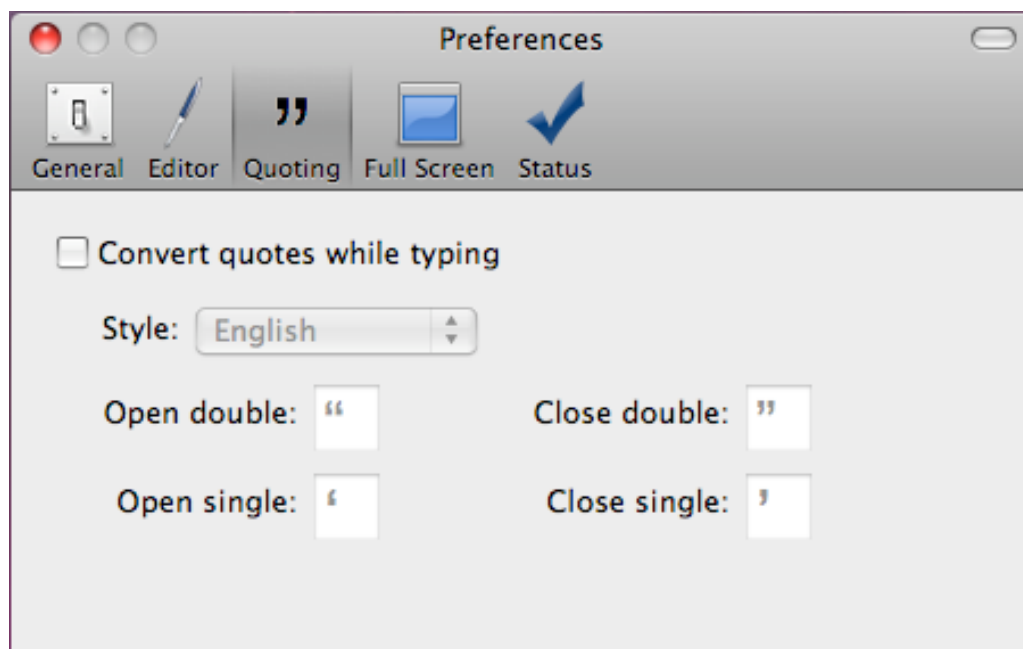 Preferences
General Editor Quoting Full Screen Status
Convert quotes while typing
Style: English
Open double: “ Close double: ”
Open single: ‘ Close single: ’